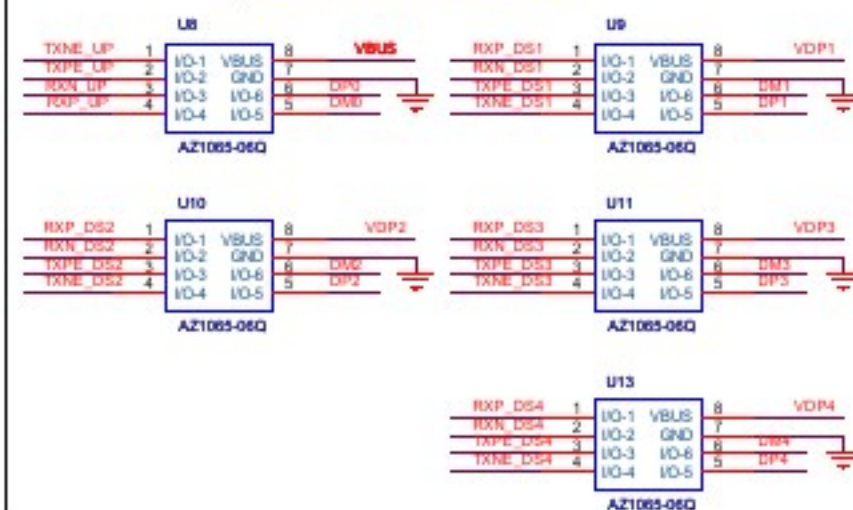 U8
TXNE_UP 1 I/O-1 VBUS 8 VBUS
TXPE_UP 2 I/O-2 GND 7
RXN_UP 3 I/O-3 I/O-6 6 DP0
RXP_UP 4 I/O-4 I/O-5 5 DM0
AZ1065-06Q
U9
RXP_DS1 1 I/O-1 VBUS 8 VDP1
RXN_DS1 2 I/O-2 GND 7
TXPE_DS1 3 I/O-3 I/O-6 6 DM1
TXNE_DS1 4 I/O-4 I/O-5 5 DP1
AZ1065-06Q
U10
RXP_DS2 1 I/O-1 VBUS 8 VDP2
RXN_DS2 2 I/O-2 GND 7
TXPE_DS2 3 I/O-3 I/O-6 6 DM2
TXNE_DS2 4 I/O-4 I/O-5 5 DP2
AZ1065-06Q
U11
RXP_DS3 1 I/O-1 VBUS 8 VDP3
RXN_DS3 2 I/O-2 GND 7
TXPE_DS3 3 I/O-3 I/O-6 6 DM3
TXNE_DS3 4 I/O-4 I/O-5 5 DP3
AZ1065-06Q
U13
RXP_DS4 1 I/O-1 VBUS 8 VDP4
RXN_DS4 2 I/O-2 GND 7
TXPE_DS4 3 I/O-3 I/O-6 6 DM4
TXNE_DS4 4 I/O-4 I/O-5 5 DP4
AZ1065-06Q